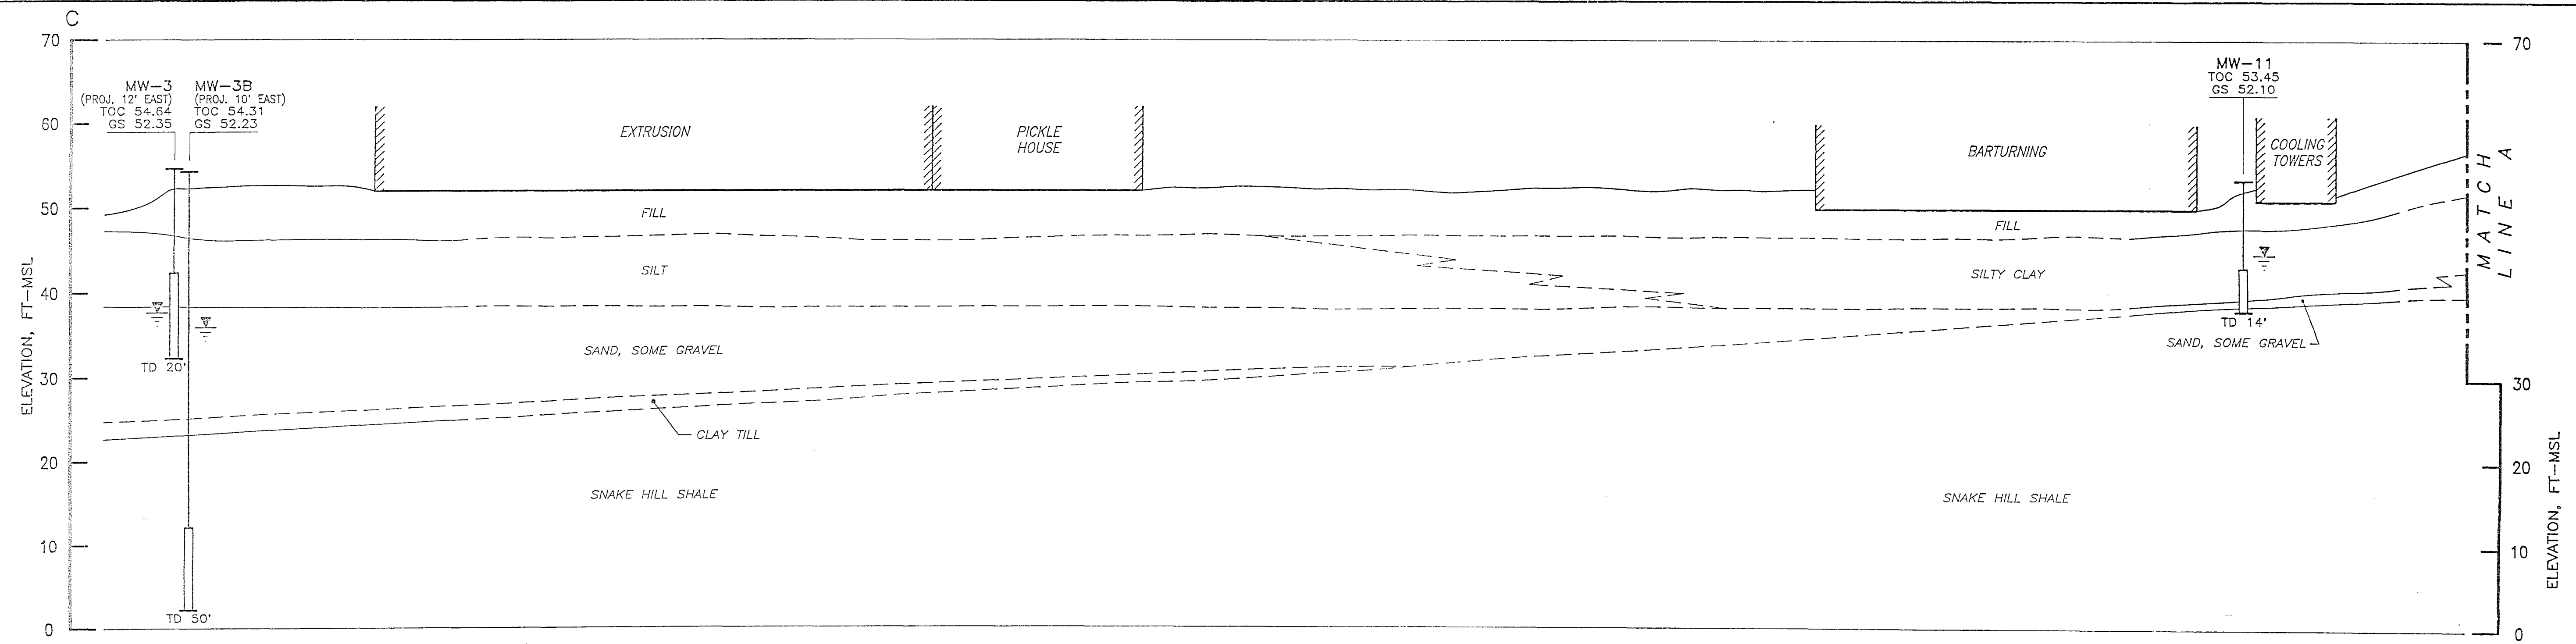 C
70
60
50
40
30
20
10
0
ELEVATION, FT-MSL
MW-3
(PROJ. 12' EAST)
TOC 54.64
GS 52.35
MW-3B
(PROJ. 10' EAST)
TOC 54.31
GS 52.23
EXTRUSION
PICKLE
HOUSE
BARTURNING
MW-11
TOC 53.45
GS 52.10
COOLING
TOWERS
FILL
FILL
SILT
SILTY CLAY
SAND, SOME GRAVEL
SAND, SOME GRAVEL
CLAY TILL
SNAKE HILL SHALE
SNAKE HILL SHALE
TD 20'
TD 50'
TD 14'
MATCH
LINE A
70
30
20
10
0
ELEVATION, FT-MSL